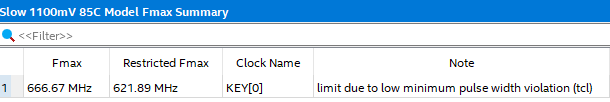 Slow 1100mV 85C Model Fmax Summary
<<Filter>>
Fmax Restricted Fmax Clock Name Note
1 666.67 MHz 621.89 MHz KEY[0] limit due to low minimum pulse width violation (tcl)